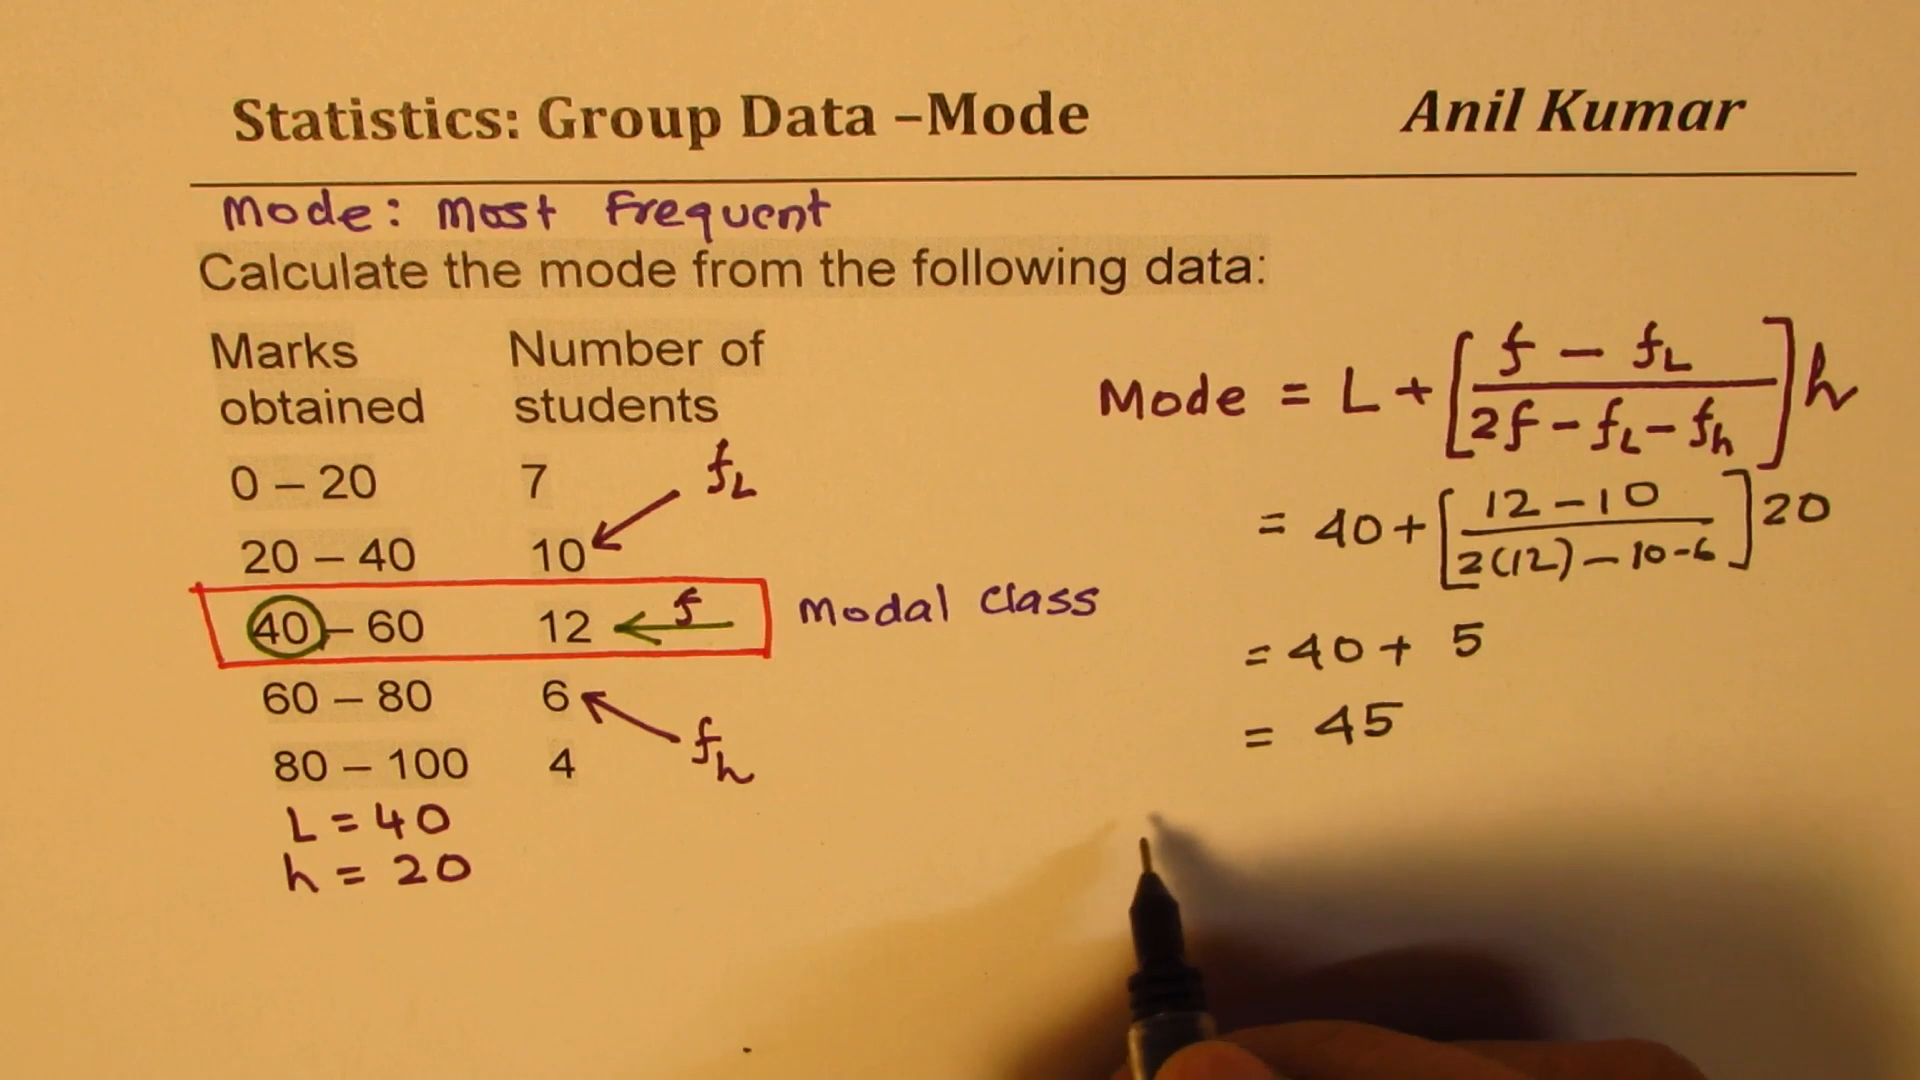 Statistics: Group Data –Mode Anil Kumar
Mode: Most Frequent
Calculate the mode from the following data:
Marks obtained Number of students
0 – 20 7 fL
20 – 40 10
40 – 60 12 f Modal Class
60 – 80 6
80 – 100 4 fh
L = 40
h = 20
Mode = L + [f - fL / 2f - fL - fh] h
= 40 + [12 - 10 / 2(12) - 10 - 6] 20
= 40 + 5
= 45